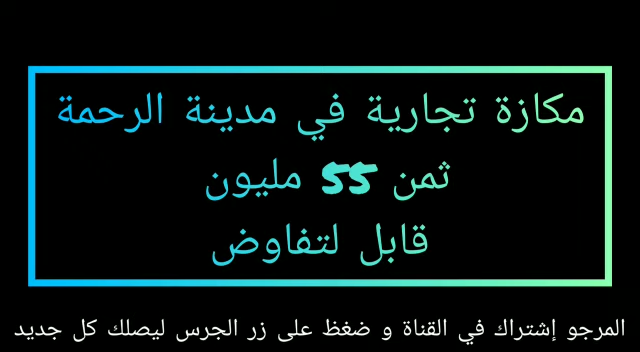 مكازة تجارية في مدينة الرحمة
ثمن 55 مليون
قابل لتفاوض
المرجو إشتراك في القناة و ضغظ على زر الجرس ليصلك كل جديد